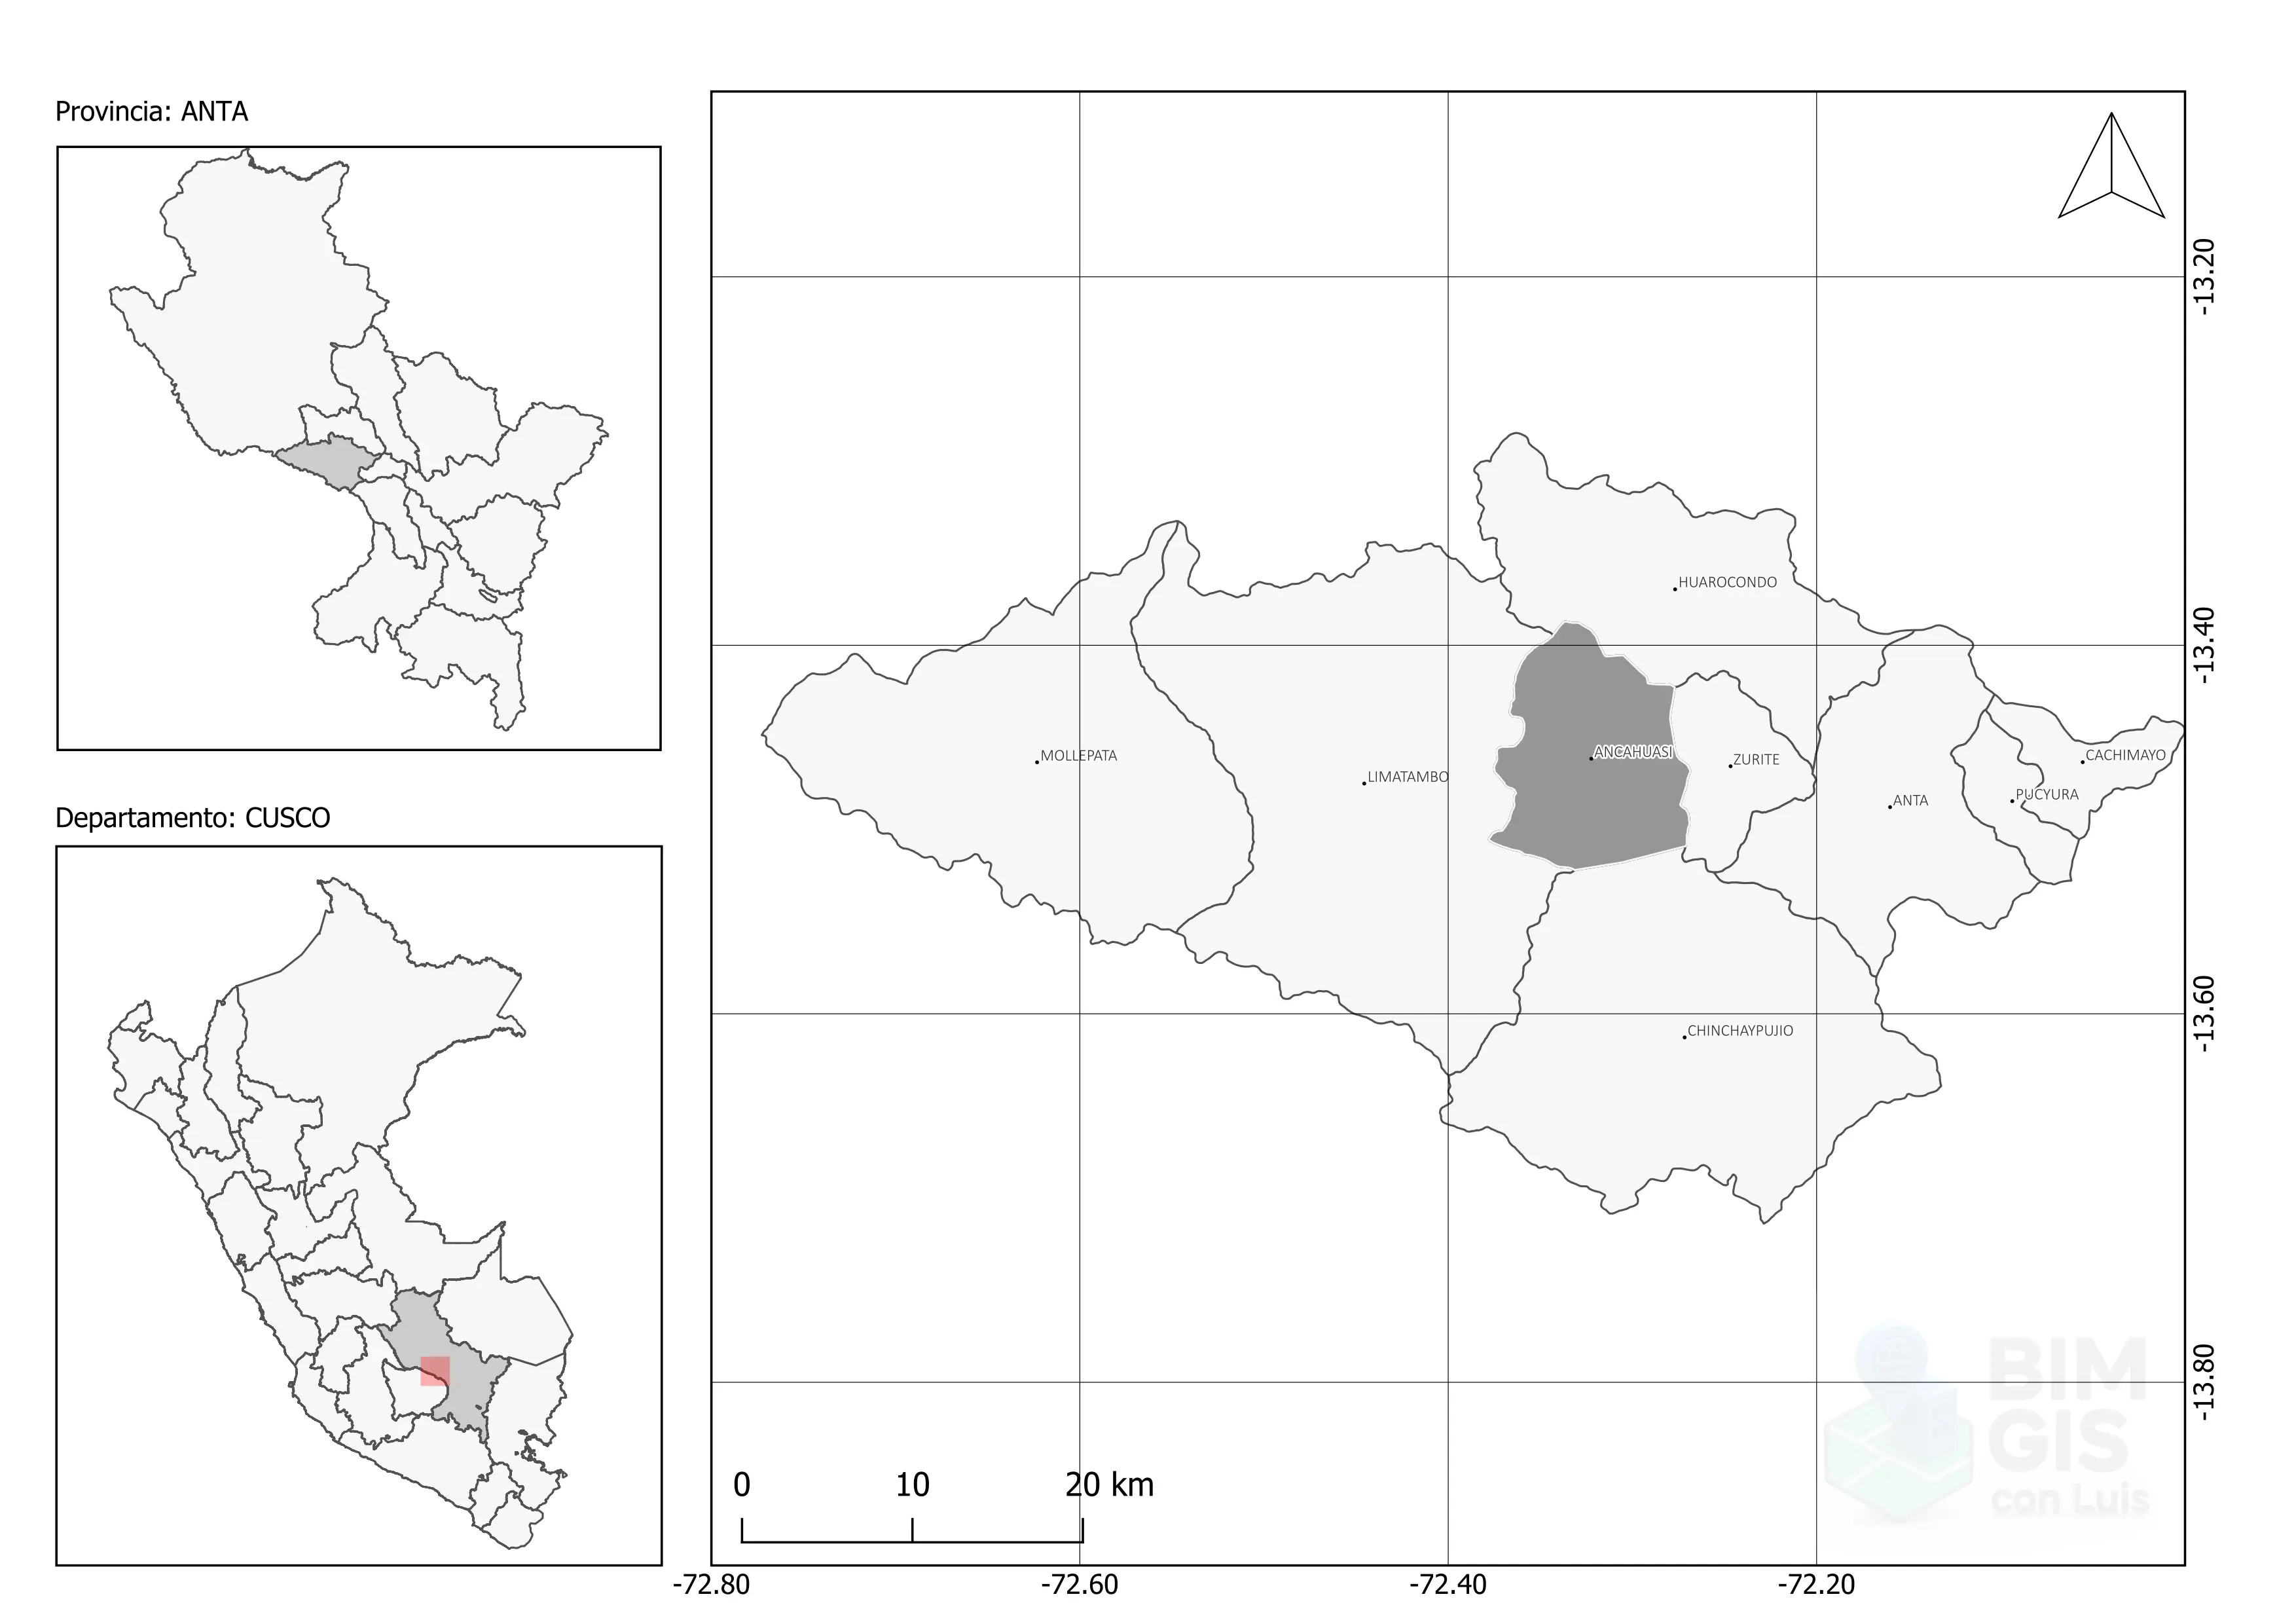 Provincia: ANTA
Departamento: CUSCO
-13.20
HUAROCONDO
-13.40
MOLLEPATA
LIMATAMBO
ANCAHUASI
ZURITE
CACHIMAYO
PUCYURA
ANTA
-13.60
CHINCHAYPUJIO
-13.80
BIM
GIS
con Luis
0 10 20 km
-72.80 -72.60 -72.40 -72.20